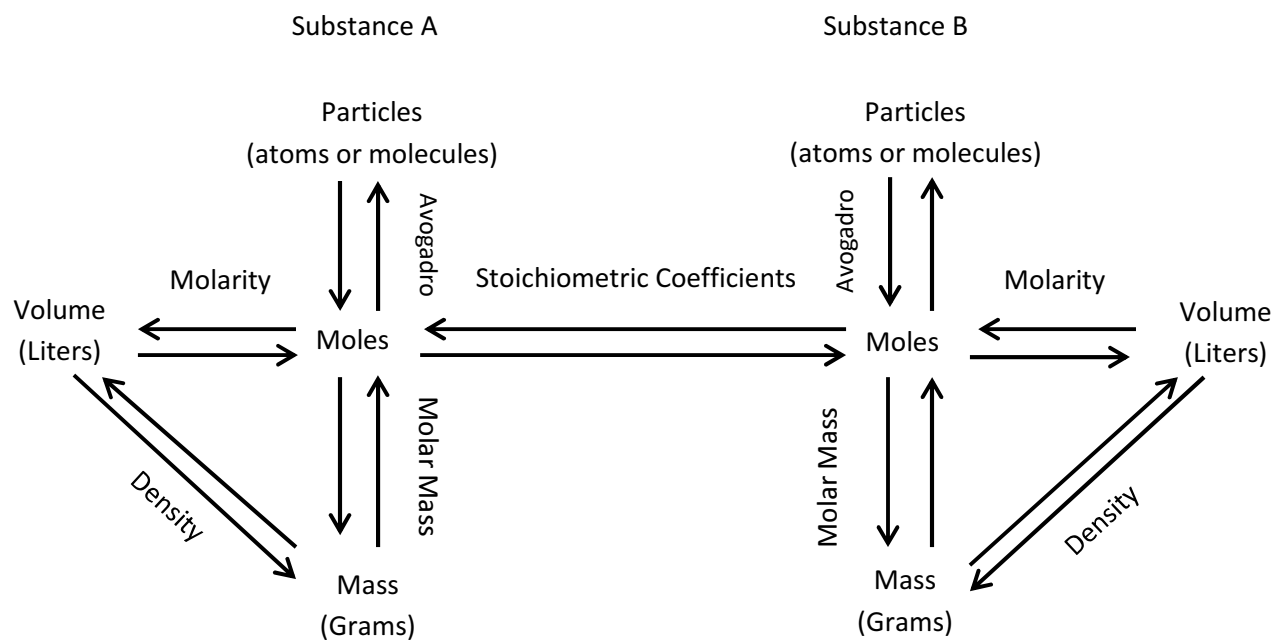 Substance A
Substance B
Particles
(atoms or molecules)
Particles
(atoms or molecules)
Avogadro
Avogadro
Molarity
Stoichiometric Coefficients
Molarity
Volume
(Liters)
Moles
Moles
Volume
(Liters)
Molar Mass
Molar Mass
Density
Density
Mass
(Grams)
Mass
(Grams)